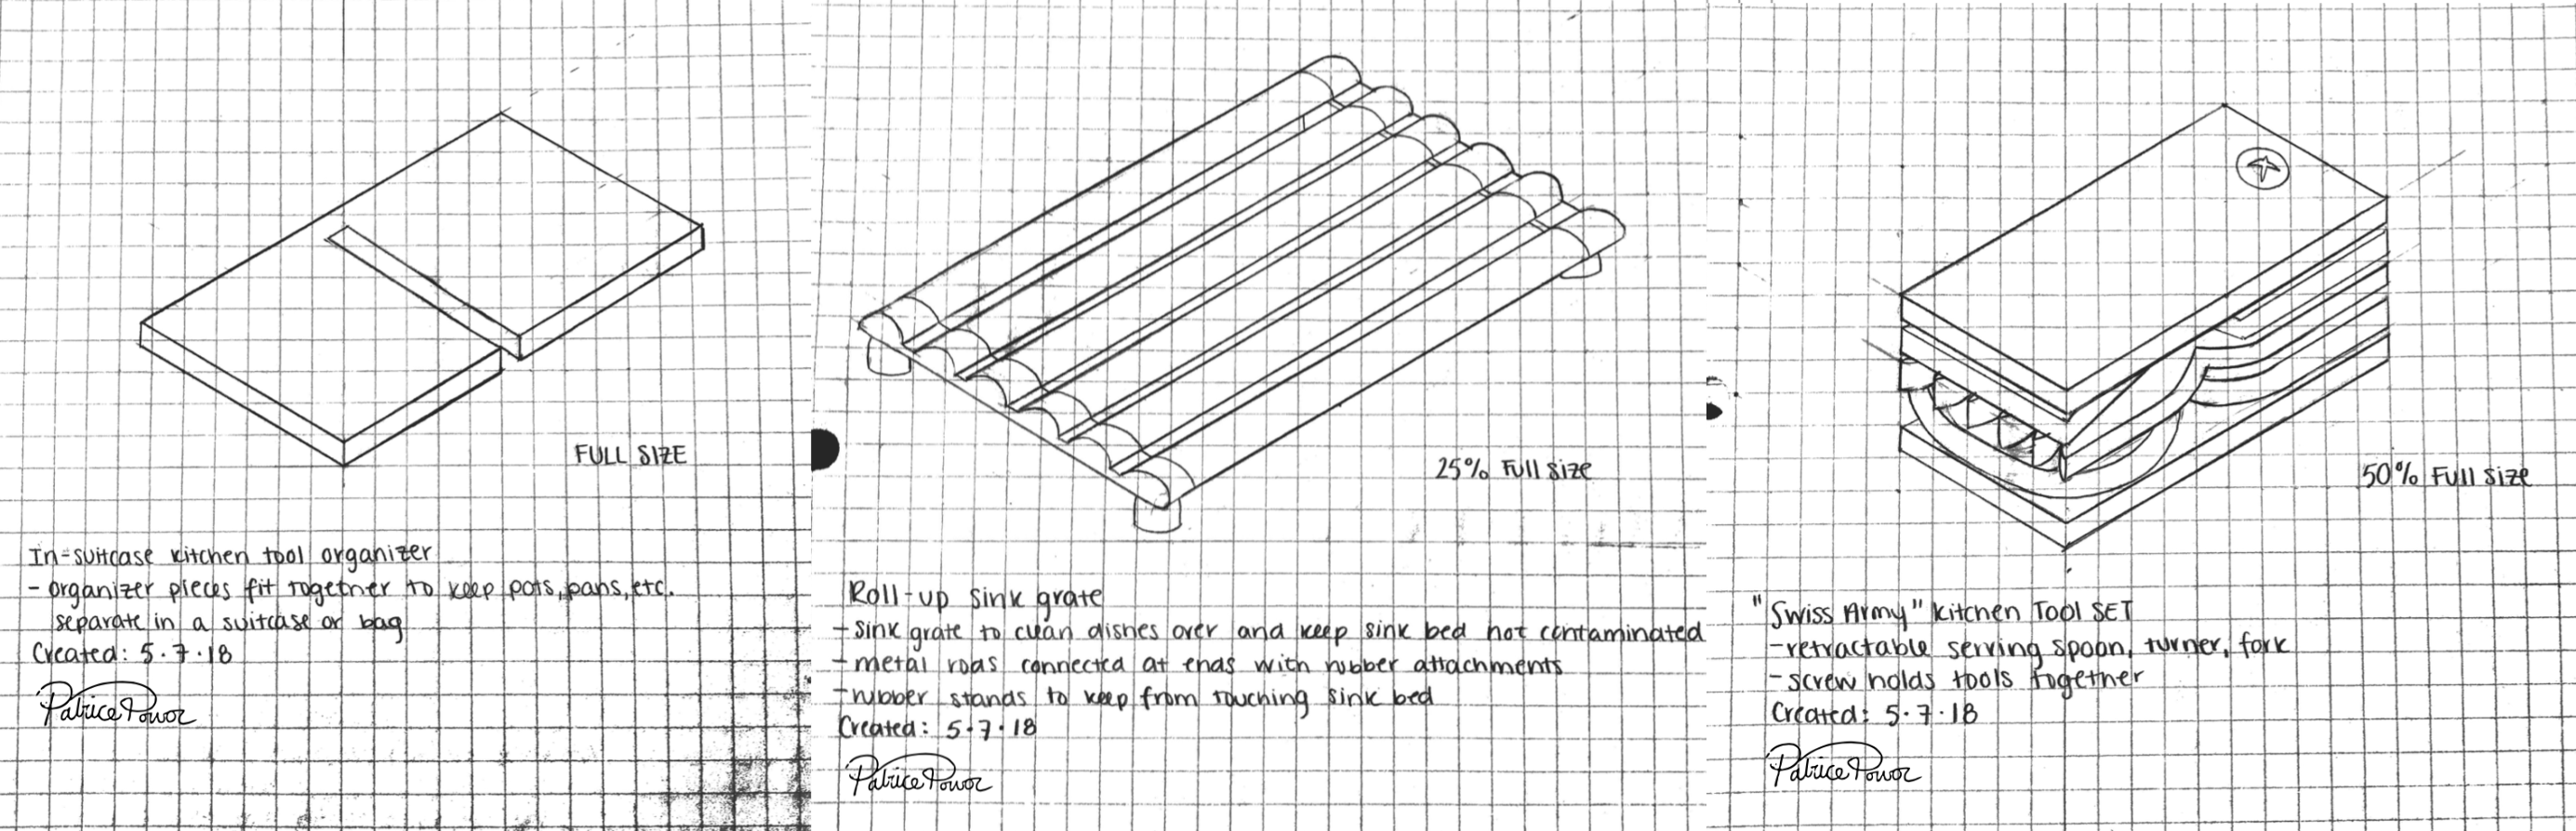 FULL SIZE
In-suitcase kitchen tool organizer
- organizer pieces fit together to keep pots, pans, etc.
separate in a suitcase or bag
Created: 5·7·18
Patrice Power
25% Full size
Roll-up sink grate
- sink grate to clean dishes over and keep sink bed not contaminated
- metal rods connected at ends with rubber attachments
- rubber stands to keep from touching sink bed
Created: 5·7·18
Patrice Power
50% Full size
"Swiss Army" Kitchen Tool SET
- retractable serving spoon, turner, fork
- screw holds tools together
Created: 5·7·18
Patrice Power